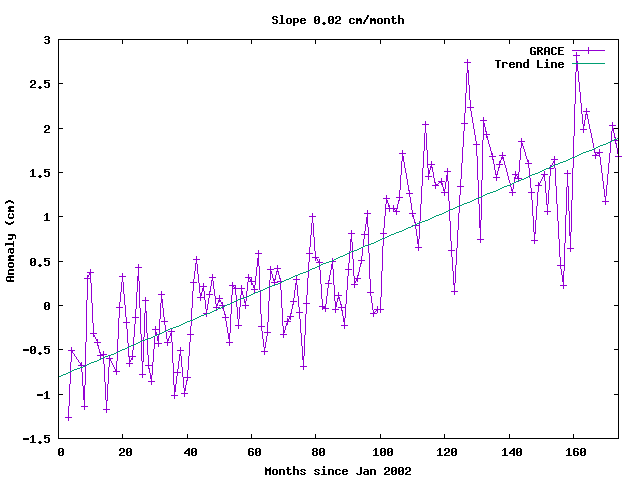 Slope 0.02 cm/month
GRACE
Trend Line
3
2.5
2
1.5
1
0.5
0
-0.5
-1
-1.5
Anomaly (cm)
0 20 40 60 80 100 120 140 160
Months since Jan 2002